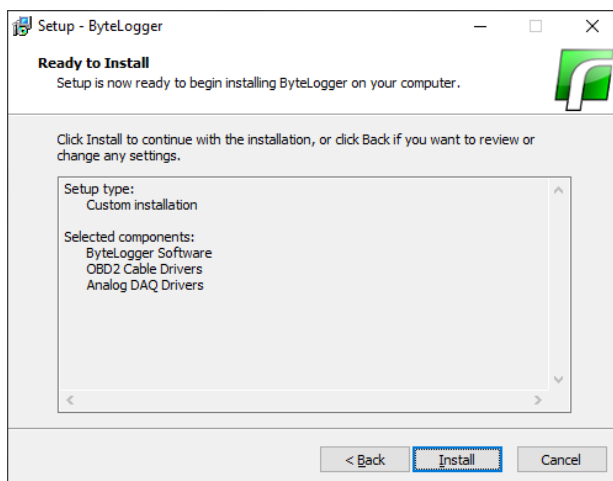 Setup - ByteLogger
Ready to Install
Setup is now ready to begin installing ByteLogger on your computer.
Click Install to continue with the installation, or click Back if you want to review or
change any settings.
Setup type:
Custom installation
Selected components:
ByteLogger Software
OBD2 Cable Drivers
Analog DAQ Drivers
< Back
Install
Cancel